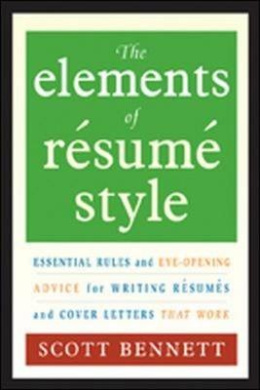 The
elements
of
résumé
style
ESSENTIAL RULES and EYE-OPENING
ADVICE for WRITING RÉSUMÉS
and COVER LETTERS THAT WORK
SCOTT BENNETT